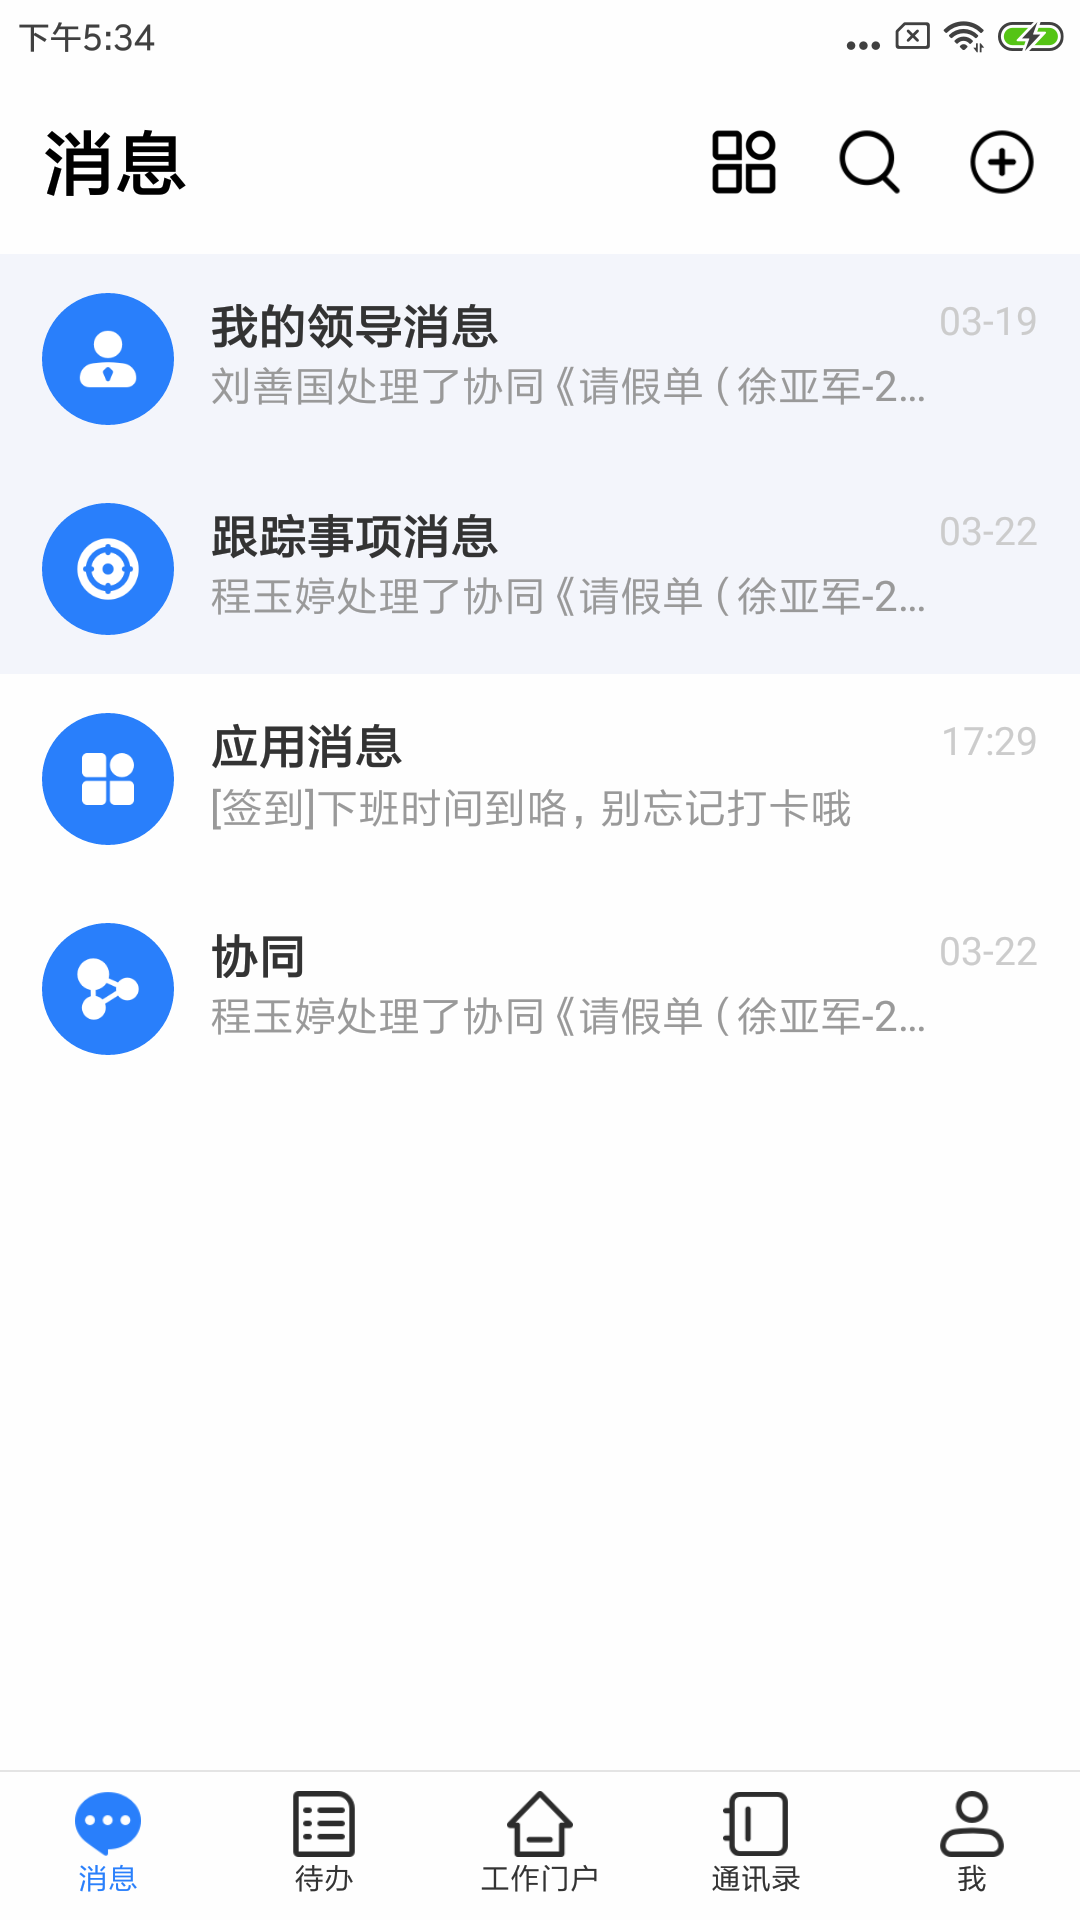 下午5:34
消息
我的领导消息
03-19
刘善国处理了协同《请假单（徐亚军-2...
跟踪事项消息
03-22
程玉婷处理了协同《请假单（徐亚军-2...
应用消息
17:29
[签到]下班时间到咯，别忘记打卡哦
协同
03-22
程玉婷处理了协同《请假单（徐亚军-2...
消息
待办
工作门户
通讯录
我